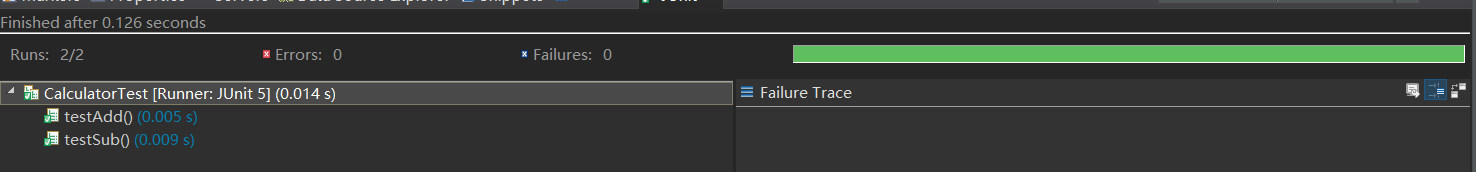 Finished after 0.126 seconds
Runs: 2/2 Errors: 0 Failures: 0
CalculatorTest [Runner: JUnit 5] (0.014 s)
Failure Trace
testAdd() (0.005 s)
testSub() (0.009 s)